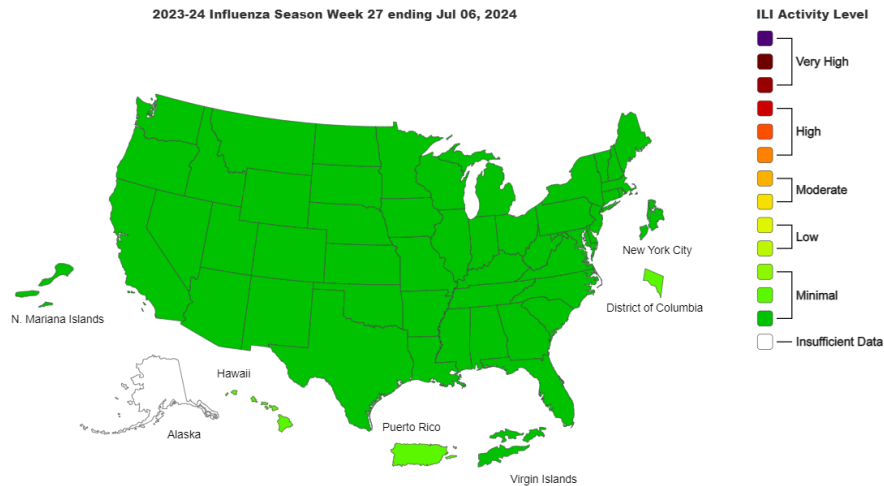 2023-24 Influenza Season Week 27 ending Jul 06, 2024
ILI Activity Level
Very High
High
Moderate
Low
Minimal
Insufficient Data
New York City
District of Columbia
N. Mariana Islands
Hawaii
Alaska
Puerto Rico
Virgin Islands